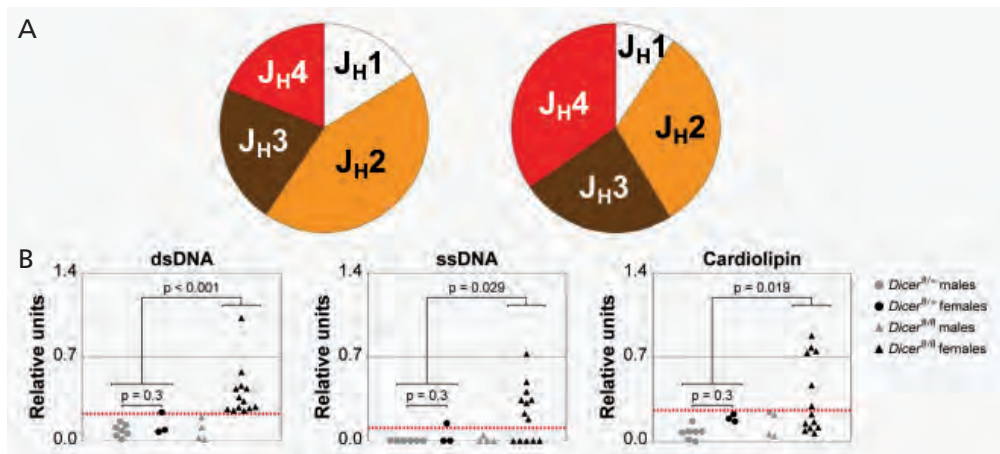 A
JH1
JH2
JH3
JH4
JH1
JH2
JH3
JH4
B
dsDNA
ssDNA
Cardiolipin
Relative units
1.4
0.7
0.0
p < 0.001
p = 0.3
Relative units
1.4
0.7
0.0
p = 0.029
p = 0.3
Relative units
1.4
0.7
0.0
p = 0.019
p = 0.3
Dicerfl/+ males
Dicerfl/+ females
Dicerfl/fl males
Dicerfl/fl females